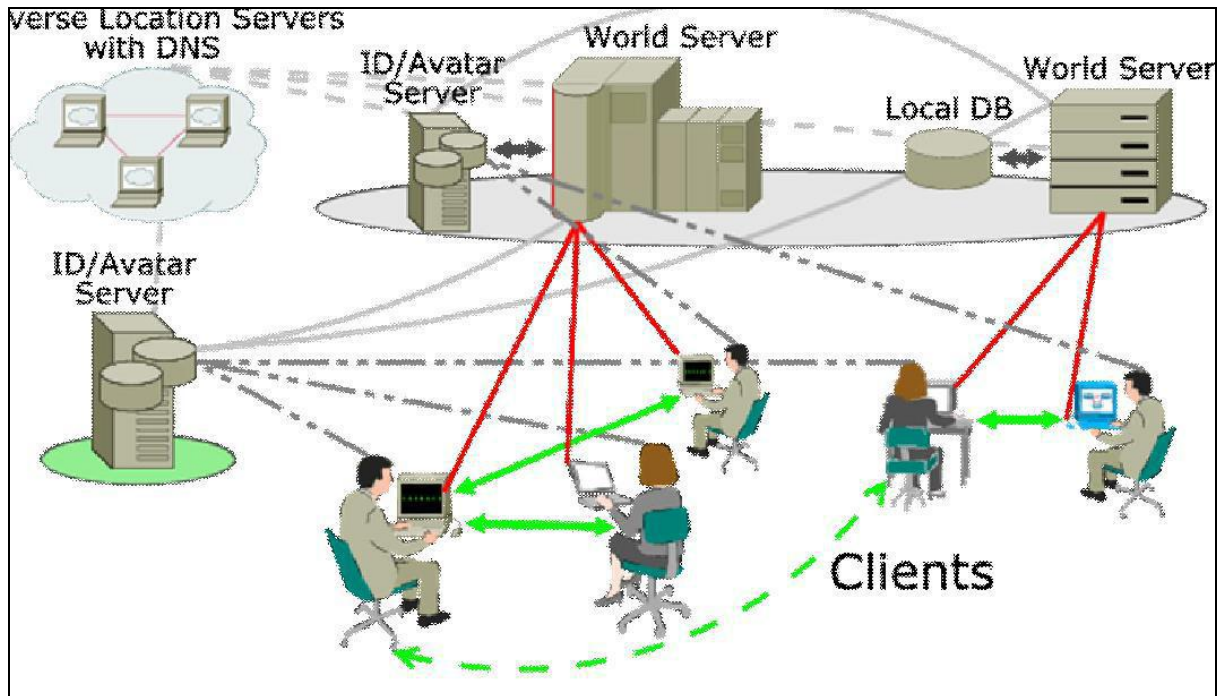 verse Location Servers
with DNS
ID/Avatar
Server
World Server
World Server
Local DB
ID/Avatar
Server
Clients